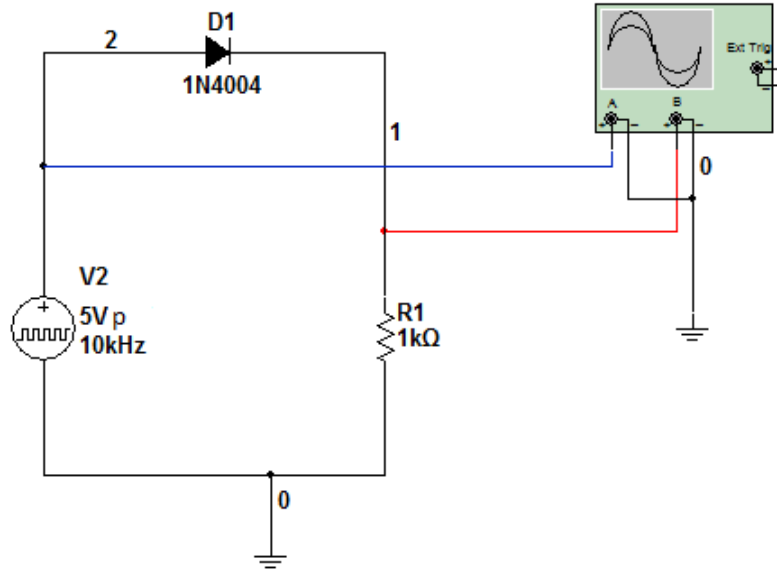 D1
2
1N4004
Ext Trig
+
−
A
B
+ − + −
1
0
V2
+
5V p
10kHz
R1
1kΩ
0